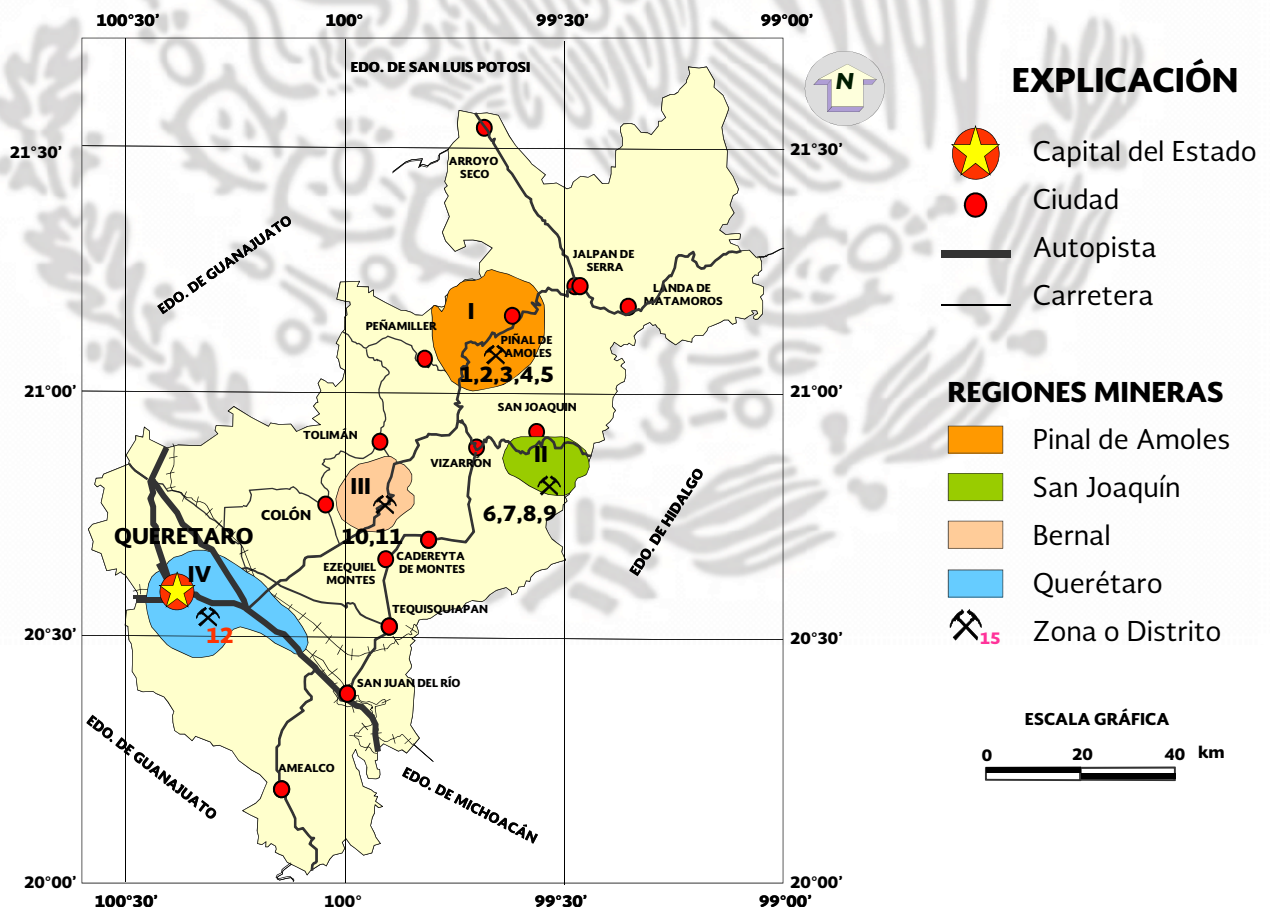 100°30' 100° 99°30' 99°00'
EDO. DE SAN LUIS POTOSI
N
21°30' 21°30'
ARROYO
SECO
EDO. DE GUANAJUATO
JALPAN DE
SERRA
LANDA DE
MATAMOROS
I
PEÑAMILLER
PIÑAL DE
AMOLES
1,2,3,4,5
21°00' 21°00'
SAN JOAQUIN
TOLIMÁN
VIZARRÓN
II
III
6,7,8,9
COLÓN
10,11
EDO. DE HIDALGO
QUERETARO
CADEREYTA
DE MONTES
EZEQUIEL
MONTES
IV
TEQUISQUIAPAN
12
20°30' 20°30'
SAN JUAN DEL RÍO
EDO. DE GUANAJUATO
AMEALCO
EDO. DE MICHOACÁN
20°00' 20°00'
100°30' 100° 99°30' 99°00'
EXPLICACIÓN
Capital del Estado
Ciudad
Autopista
Carretera
REGIONES MINERAS
Pinal de Amoles
San Joaquín
Bernal
Querétaro
15 Zona o Distrito
ESCALA GRÁFICA
0 20 40 km